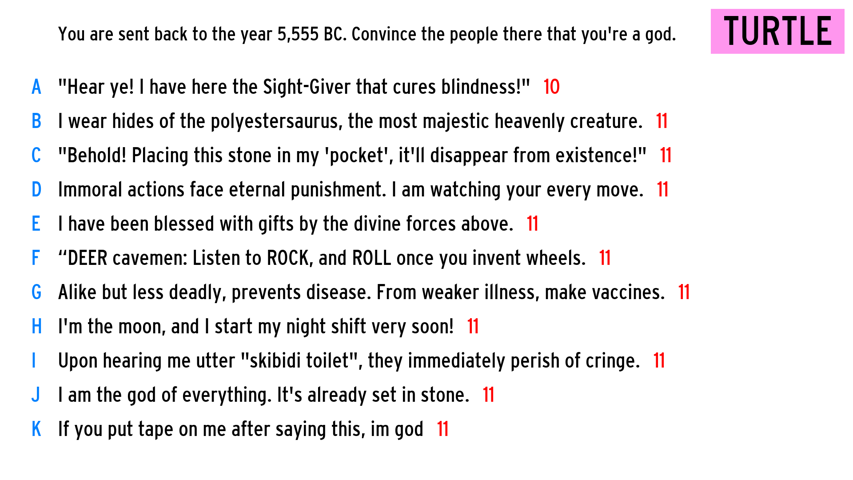 You are sent back to the year 5,555 BC. Convince the people there that you're a god.
TURTLE
A "Hear ye! I have here the Sight-Giver that cures blindness!" 10
B I wear hides of the polyestersaurus, the most majestic heavenly creature. 11
C "Behold! Placing this stone in my 'pocket', it'll disappear from existence!" 11
D Immoral actions face eternal punishment. I am watching your every move. 11
E I have been blessed with gifts by the divine forces above. 11
F “DEER cavemen: Listen to ROCK, and ROLL once you invent wheels. 11
G Alike but less deadly, prevents disease. From weaker illness, make vaccines. 11
H I'm the moon, and I start my night shift very soon! 11
I Upon hearing me utter "skibidi toilet", they immediately perish of cringe. 11
J I am the god of everything. It's already set in stone. 11
K If you put tape on me after saying this, im god 11